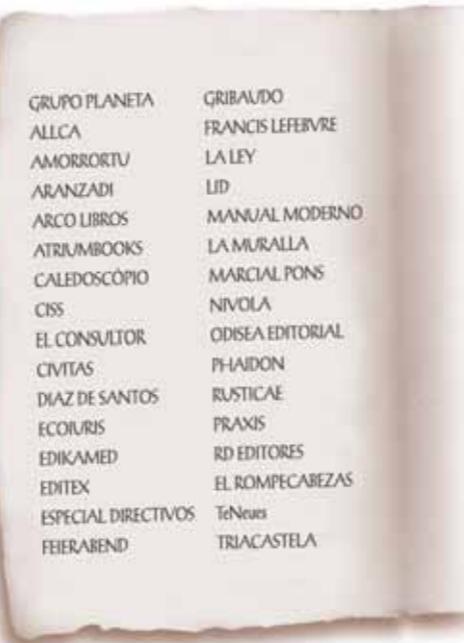 GRUPO PLANETA
ALLCA
AMORRORTU
ARANZADI
ARCO LIBROS
ATRIUMBOOKS
CALEDOSCÓPIO
CISS
EL CONSULTOR
CIVITAS
DIAZ DE SANTOS
ECOIURIS
EDIKAMED
EDITEX
ESPECIAL DIRECTIVOS
FEIERABEND
GRIBAUDO
FRANCIS LEFEBVRE
LA LEY
LID
MANUAL MODERNO
LA MURALLA
MARCIAL PONS
NIVOLA
ODISEA EDITORIAL
PHAIDON
RUSTICAE
PRAXIS
RD EDITORES
EL ROMPECABEZAS
TeNeues
TRIACASTELA